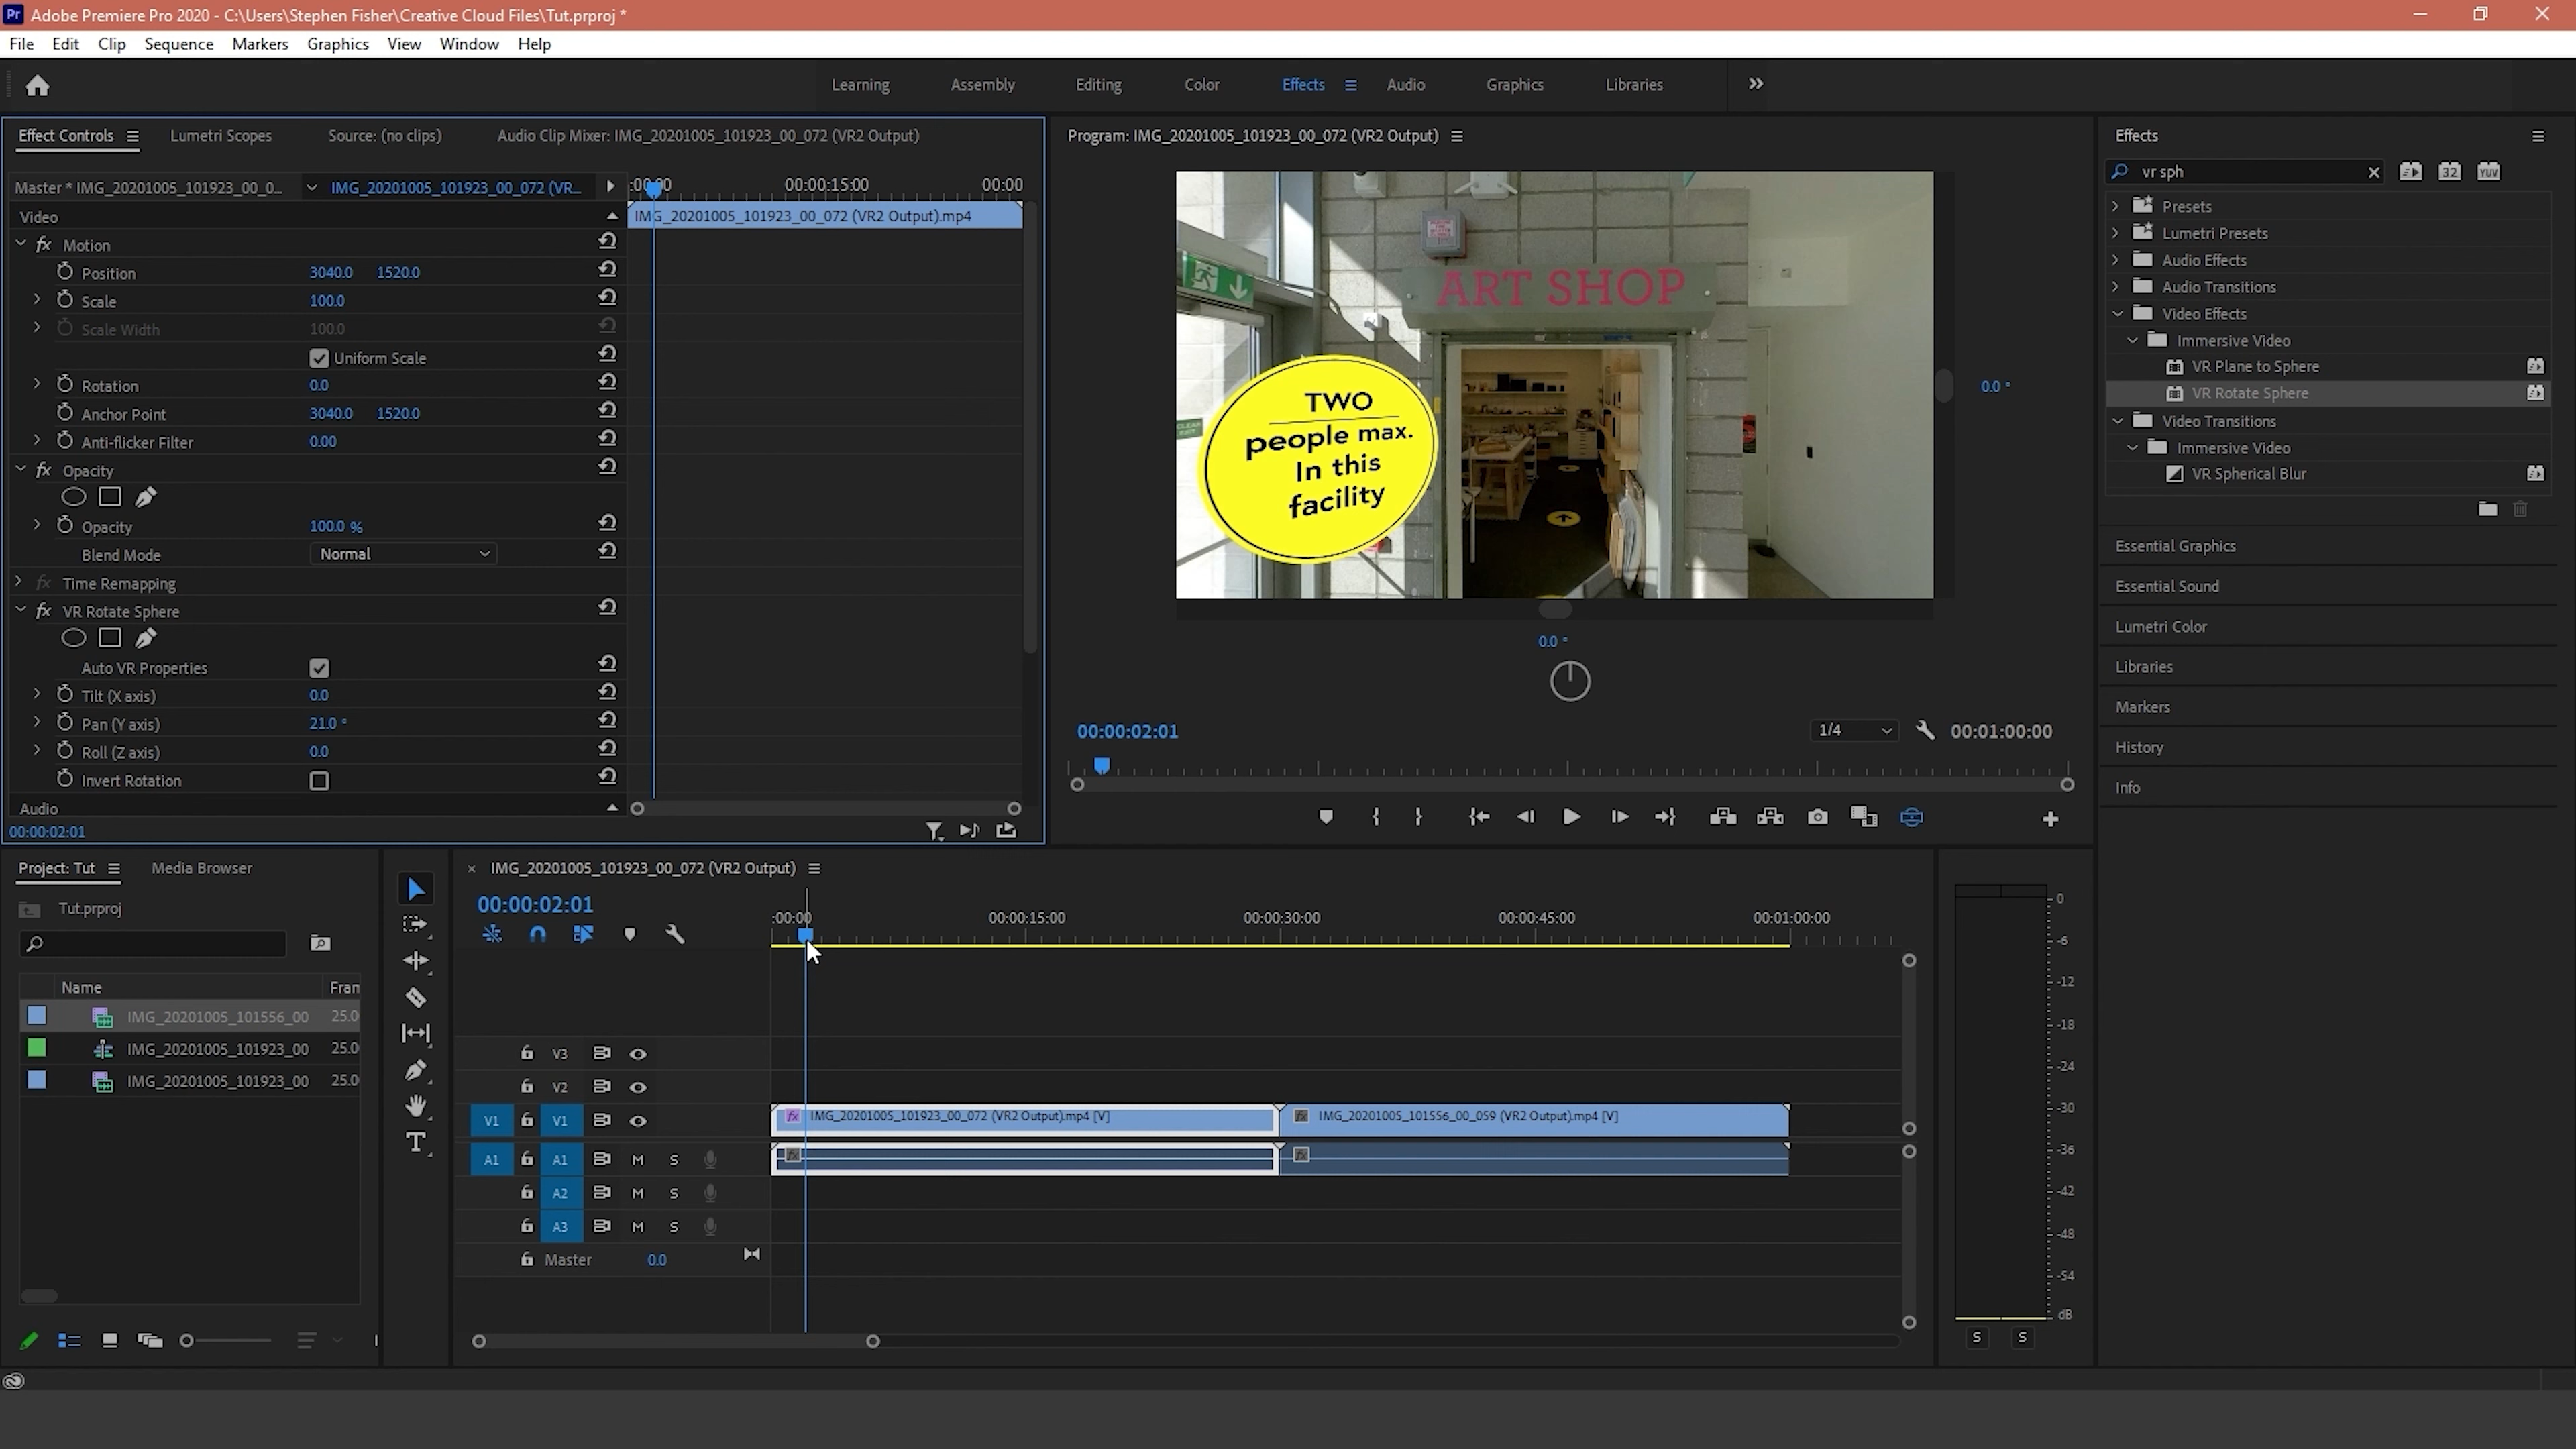 Pr Adobe Premiere Pro 2020 - C:\Users\Stephen Fisher\Creative Cloud Files\Tut.prproj *
File Edit Clip Sequence Markers Graphics View Window Help
Learning Assembly Editing Color Effects Audio Graphics Libraries
Effect Controls Lumetri Scopes Source: (no clips) Audio Clip Mixer: IMG_20201005_101923_00_072 (VR2 Output)
Master * IMG_20201005_101923_00_0... IMG_20201005_101923_00_072 (VR... :00:00 00:00:15:00 00:00
Video IMG_20201005_101923_00_072 (VR2 Output).mp4
fx Motion
Position 3040.0 1520.0
Scale 100.0
Scale Width 100.0
Uniform Scale
Rotation 0.0
Anchor Point 3040.0 1520.0
Anti-flicker Filter 0.00
fx Opacity
Opacity 100.0 %
Blend Mode Normal
fx Time Remapping
fx VR Rotate Sphere
Auto VR Properties
Tilt (X axis) 0.0
Pan (Y axis) 21.0 °
Roll (Z axis) 0.0
Invert Rotation
Audio
00:00:02:01
Program: IMG_20201005_101923_00_072 (VR2 Output)
ART SHOP
TWO
people max.
In this
facility
0.0 °
0.0 °
00:00:02:01 1/4 00:01:00:00
Effects
vr sph 32 YUV
Presets
Lumetri Presets
Audio Effects
Audio Transitions
Video Effects
Immersive Video
VR Plane to Sphere
VR Rotate Sphere
Video Transitions
Immersive Video
VR Spherical Blur
Essential Graphics
Essential Sound
Lumetri Color
Libraries
Markers
History
Info
Project: Tut Media Browser
Tut.prproj
Name Fran
IMG_20201005_101556_00 25.0
IMG_20201005_101923_00 25.0
IMG_20201005_101923_00 25.0
× IMG_20201005_101923_00_072 (VR2 Output)
00:00:02:01
:00:00 00:00:15:00 00:00:30:00 00:00:45:00 00:01:00:00
V3
V2
V1 V1 fx IMG_20201005_101923_00_072 (VR2 Output).mp4 [V] fx IMG_20201005_101556_00_059 (VR2 Output).mp4 [V]
A1 A1 M S fx fx
A2 M S
A3 M S
Master 0.0
0
-6
-12
-18
-24
-30
-36
-42
-48
-54
dB
S S